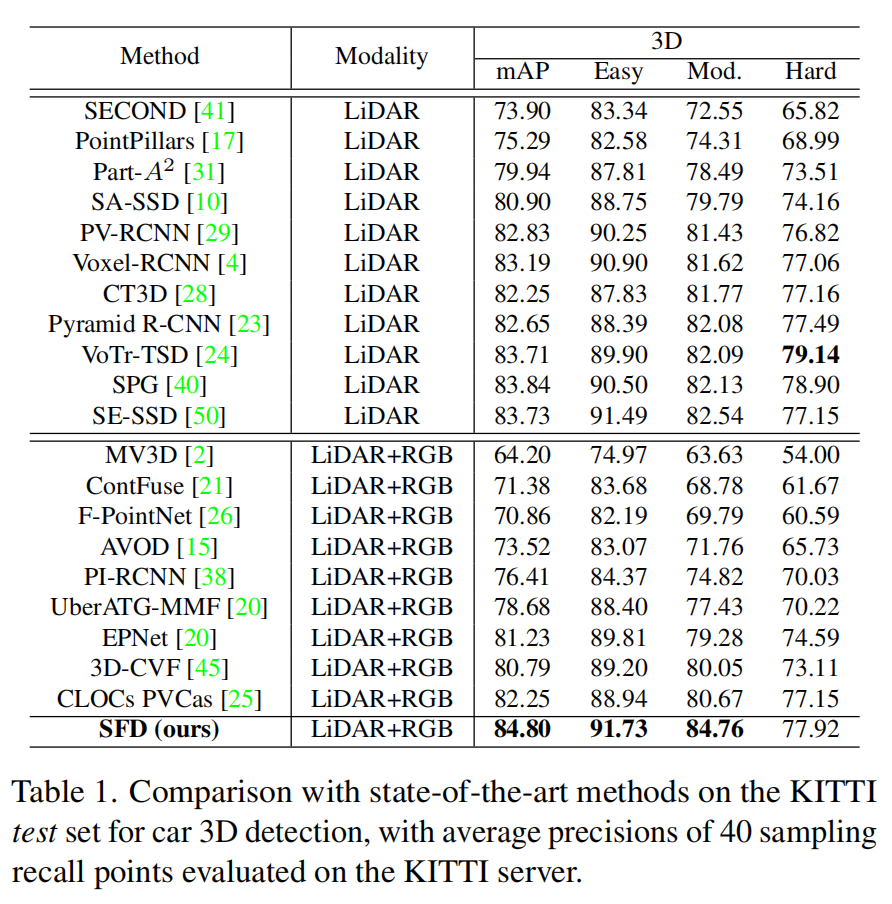 Method Modality 3D
mAP Easy Mod. Hard
SECOND [41] LiDAR 73.90 83.34 72.55 65.82
PointPillars [17] LiDAR 75.29 82.58 74.31 68.99
Part-A² [31] LiDAR 79.94 87.81 78.49 73.51
SA-SSD [10] LiDAR 80.90 88.75 79.79 74.16
PV-RCNN [29] LiDAR 82.83 90.25 81.43 76.82
Voxel-RCNN [4] LiDAR 83.19 90.90 81.62 77.06
CT3D [28] LiDAR 82.25 87.83 81.77 77.16
Pyramid R-CNN [23] LiDAR 82.65 88.39 82.08 77.49
VoTr-TSD [24] LiDAR 83.71 89.90 82.09 79.14
SPG [40] LiDAR 83.84 90.50 82.13 78.90
SE-SSD [50] LiDAR 83.73 91.49 82.54 77.15
MV3D [2] LiDAR+RGB 64.20 74.97 63.63 54.00
ContFuse [21] LiDAR+RGB 71.38 83.68 68.78 61.67
F-PointNet [26] LiDAR+RGB 70.86 82.19 69.79 60.59
AVOD [15] LiDAR+RGB 73.52 83.07 71.76 65.73
PI-RCNN [38] LiDAR+RGB 76.41 84.37 74.82 70.03
UberATG-MMF [20] LiDAR+RGB 78.68 88.40 77.43 70.22
EPNet [20] LiDAR+RGB 81.23 89.81 79.28 74.59
3D-CVF [45] LiDAR+RGB 80.79 89.20 80.05 73.11
CLOCs PVCas [25] LiDAR+RGB 82.25 88.94 80.67 77.15
SFD (ours) LiDAR+RGB 84.80 91.73 84.76 77.92
Table 1. Comparison with state-of-the-art methods on the KITTI
test set for car 3D detection, with average precisions of 40 sampling
recall points evaluated on the KITTI server.